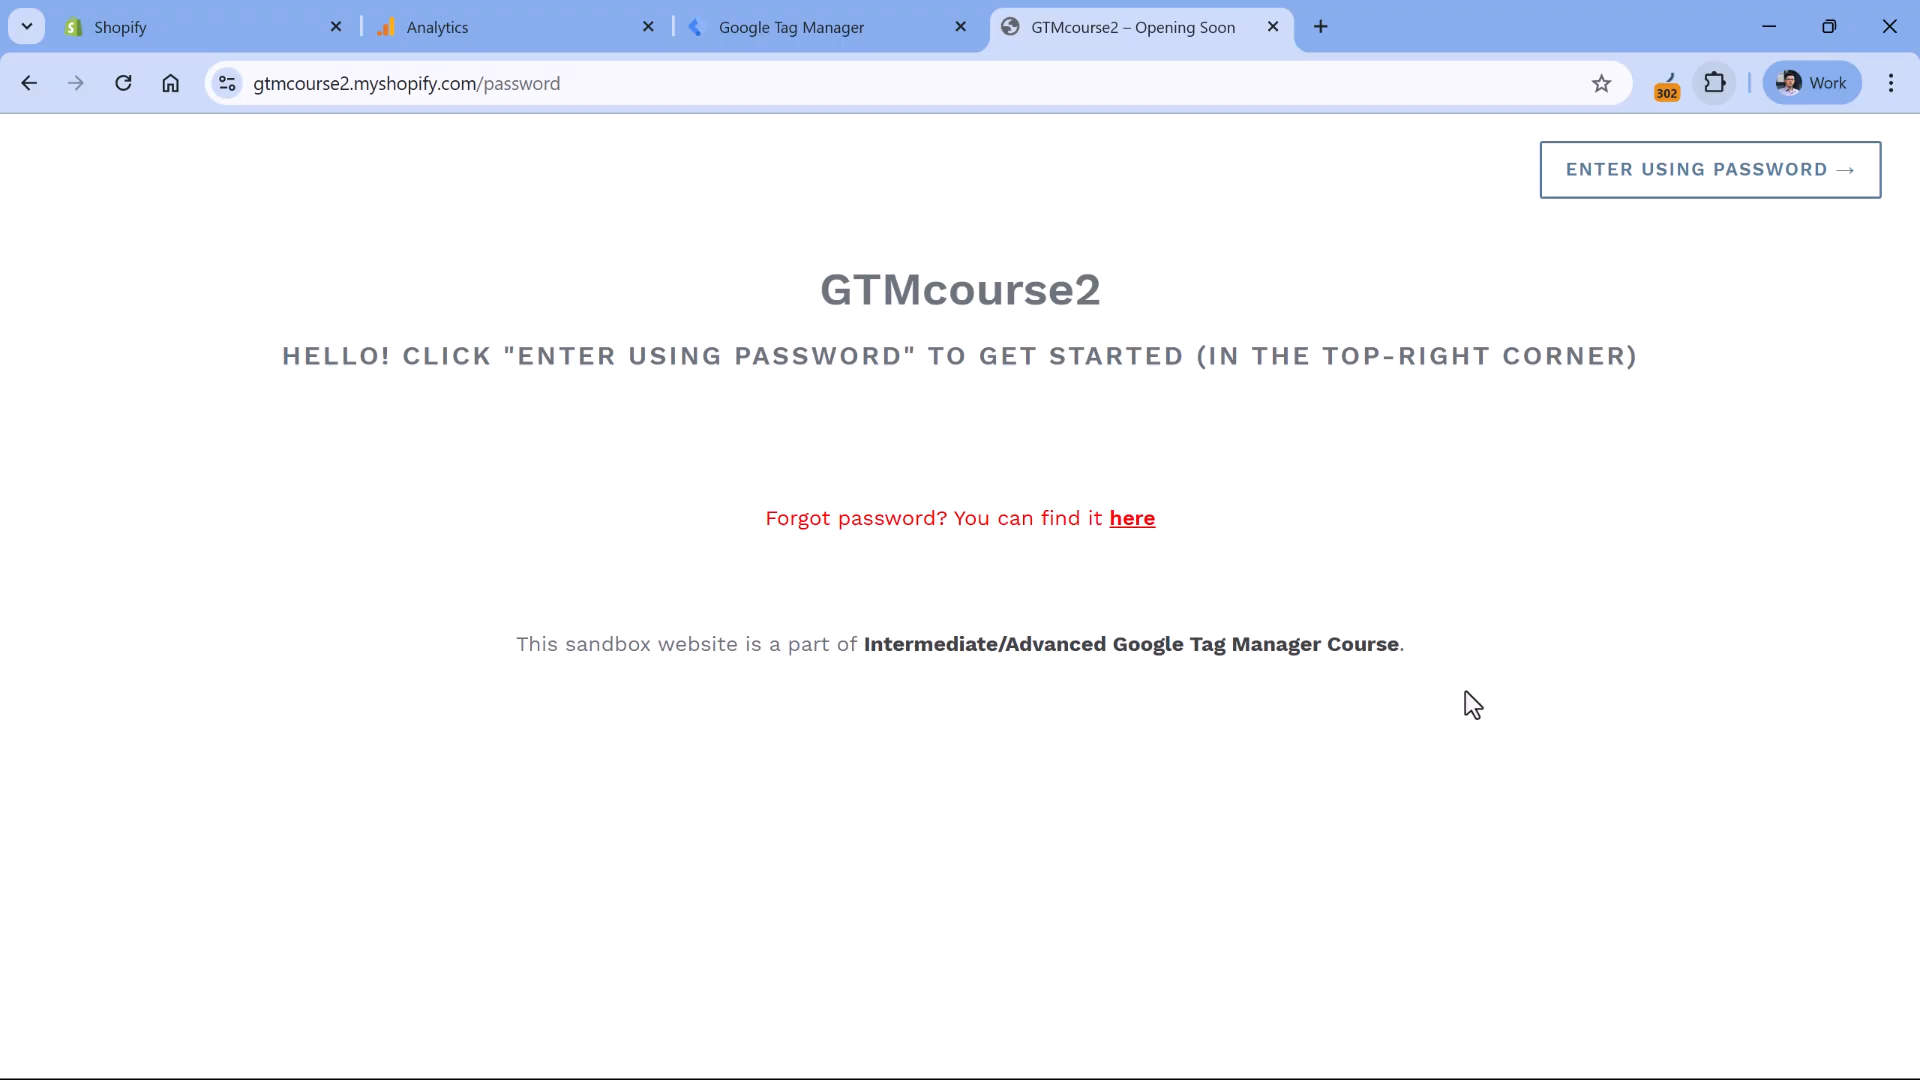 Shopify
Analytics
Google Tag Manager
GTMcourse2 – Opening Soon
gtmcourse2.myshopify.com/password
302
Work
ENTER USING PASSWORD →
GTMcourse2
HELLO! CLICK "ENTER USING PASSWORD" TO GET STARTED (IN THE TOP-RIGHT CORNER)
Forgot password? You can find it here
This sandbox website is a part of Intermediate/Advanced Google Tag Manager Course.